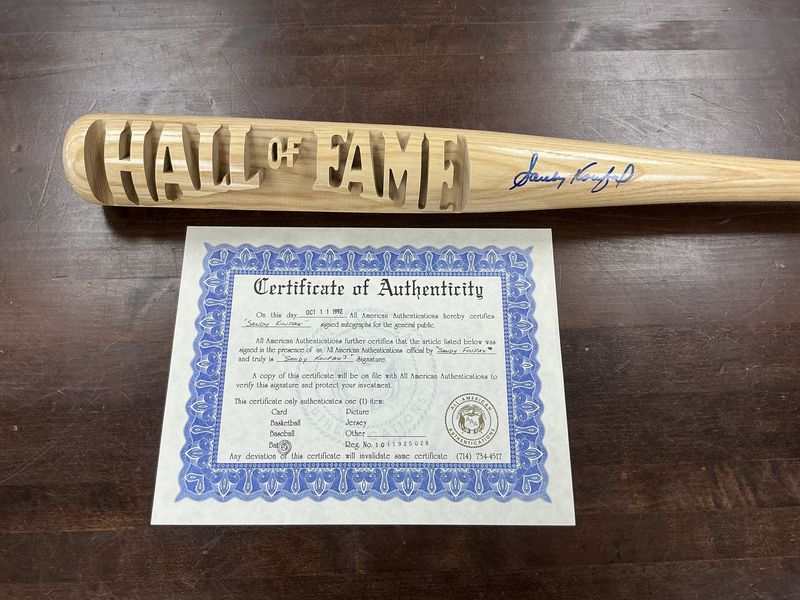 HALL OF FAME
Sandy Koufax
Certificate of Authenticity
On this day, OCT 11 1992 All American Authentications hereby certifies
"SANDY KOUFAX" signed autographs for the general public.
All American Authentications further certifies that the article listed below was
signed in the presence of an All American Authentications official by "SANDY KOUFAX"
and truly is "SANDY KOUFAX'S" signature.
A copy of this certificate will be on file with All American Authentications to
verify this signature and protect your investment.
This certificate only authenticates one (1) item:
Card Picture
Basketball Jersey
Baseball Other
Bat Reg. No. 1011925028
Any deviation of this certificate will invalidate same certificate (714) 734-4517
ALL AMERICAN
AUTHENTICATIONS